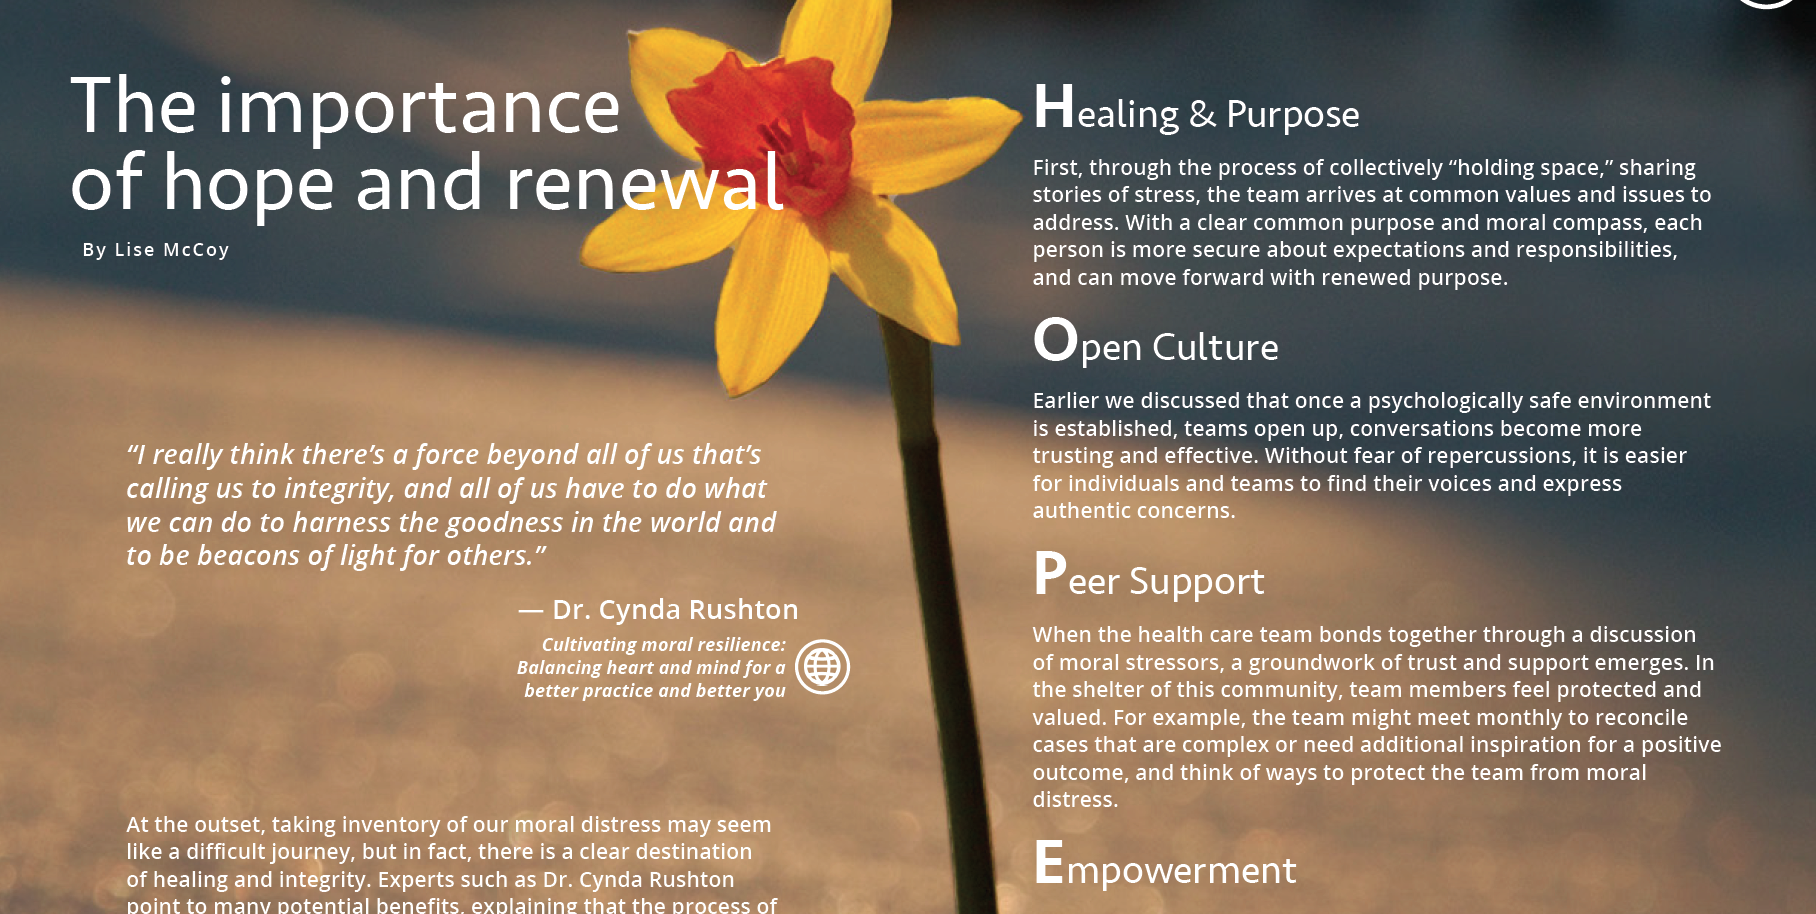 The importance
of hope and renewal
By Lise McCoy
“I really think there’s a force beyond all of us that’s
calling us to integrity, and all of us have to do what
we can do to harness the goodness in the world and
to be beacons of light for others.”
— Dr. Cynda Rushton
Cultivating moral resilience:
Balancing heart and mind for a
better practice and better you
At the outset, taking inventory of our moral distress may seem
like a difficult journey, but in fact, there is a clear destination
of healing and integrity. Experts such as Dr. Cynda Rushton
point to many potential benefits, explaining that the process of
Healing & Purpose
First, through the process of collectively “holding space,” sharing
stories of stress, the team arrives at common values and issues to
address. With a clear common purpose and moral compass, each
person is more secure about expectations and responsibilities,
and can move forward with renewed purpose.
Open Culture
Earlier we discussed that once a psychologically safe environment
is established, teams open up, conversations become more
trusting and effective. Without fear of repercussions, it is easier
for individuals and teams to find their voices and express
authentic concerns.
Peer Support
When the health care team bonds together through a discussion
of moral stressors, a groundwork of trust and support emerges. In
the shelter of this community, team members feel protected and
valued. For example, the team might meet monthly to reconcile
cases that are complex or need additional inspiration for a positive
outcome, and think of ways to protect the team from moral
distress.
Empowerment